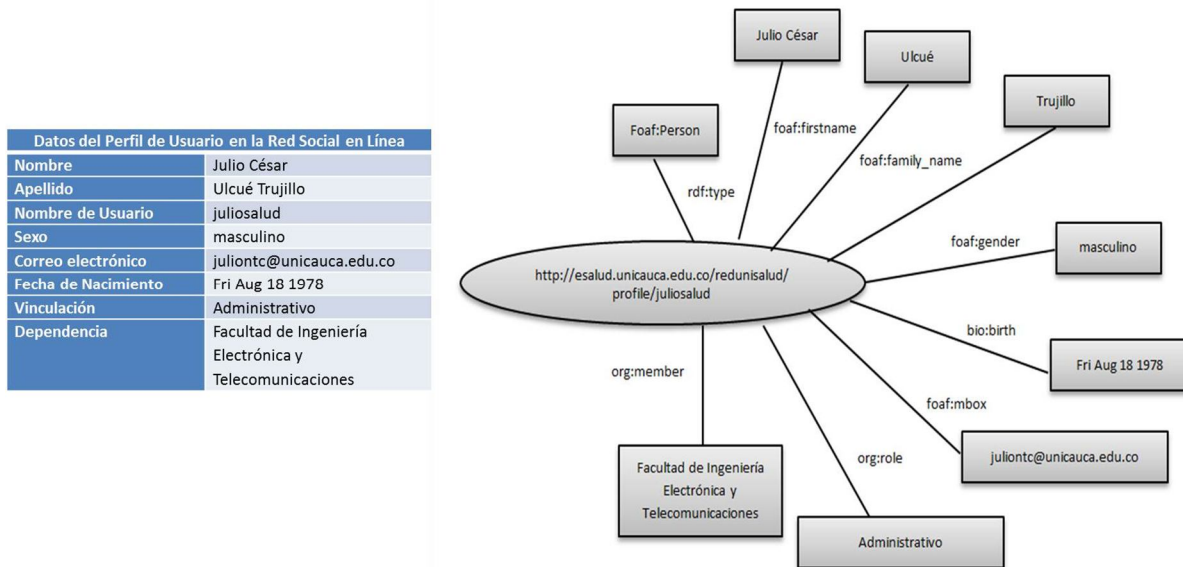 Datos del Perfil de Usuario en la Red Social en Línea
Nombre Julio César
Apellido Ulcué Trujillo
Nombre de Usuario juliosalud
Sexo masculino
Correo electrónico juliontc@unicauca.edu.co
Fecha de Nacimiento Fri Aug 18 1978
Vinculación Administrativo
Dependencia Facultad de Ingeniería
Electrónica y
Telecomunicaciones
Julio César
Ulcué
Trujillo
Foaf:Person
foaf:firstname
foaf:family_name
rdf:type
foaf:gender
masculino
http://esalud.unicauca.edu.co/redunisalud/
profile/juliosalud
bio:birth
Fri Aug 18 1978
org:member
foaf:mbox
juliontc@unicauca.edu.co
org:role
Facultad de Ingeniería
Electrónica y
Telecomunicaciones
Administrativo